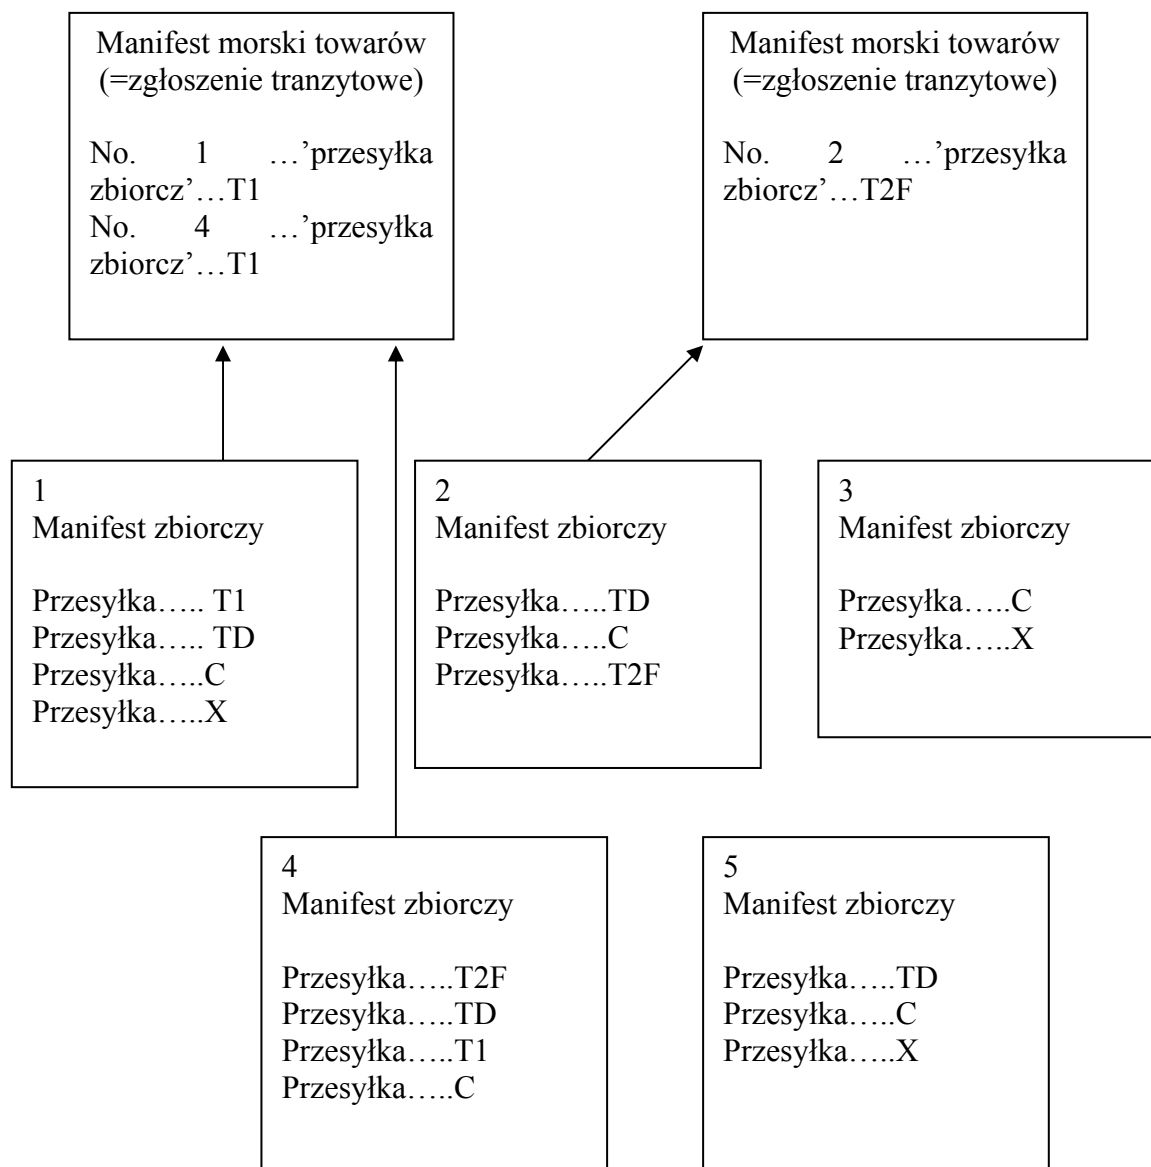 Manifest morski towarów
(=zgłoszenie tranzytowe)
No. 1 …’przesyłka
zbiorcz’…T1
No. 4 …’przesyłka
zbiorcz’…T1
Manifest morski towarów
(=zgłoszenie tranzytowe)
No. 2 …’przesyłka
zbiorcz’…T2F
1
Manifest zbiorczy
Przesyłka….. T1
Przesyłka….. TD
Przesyłka…..C
Przesyłka…..X
2
Manifest zbiorczy
Przesyłka…..TD
Przesyłka…..C
Przesyłka…..T2F
3
Manifest zbiorczy
Przesyłka…..C
Przesyłka…..X
4
Manifest zbiorczy
Przesyłka…..T2F
Przesyłka…..TD
Przesyłka…..T1
Przesyłka…..C
5
Manifest zbiorczy
Przesyłka…..TD
Przesyłka…..C
Przesyłka…..X